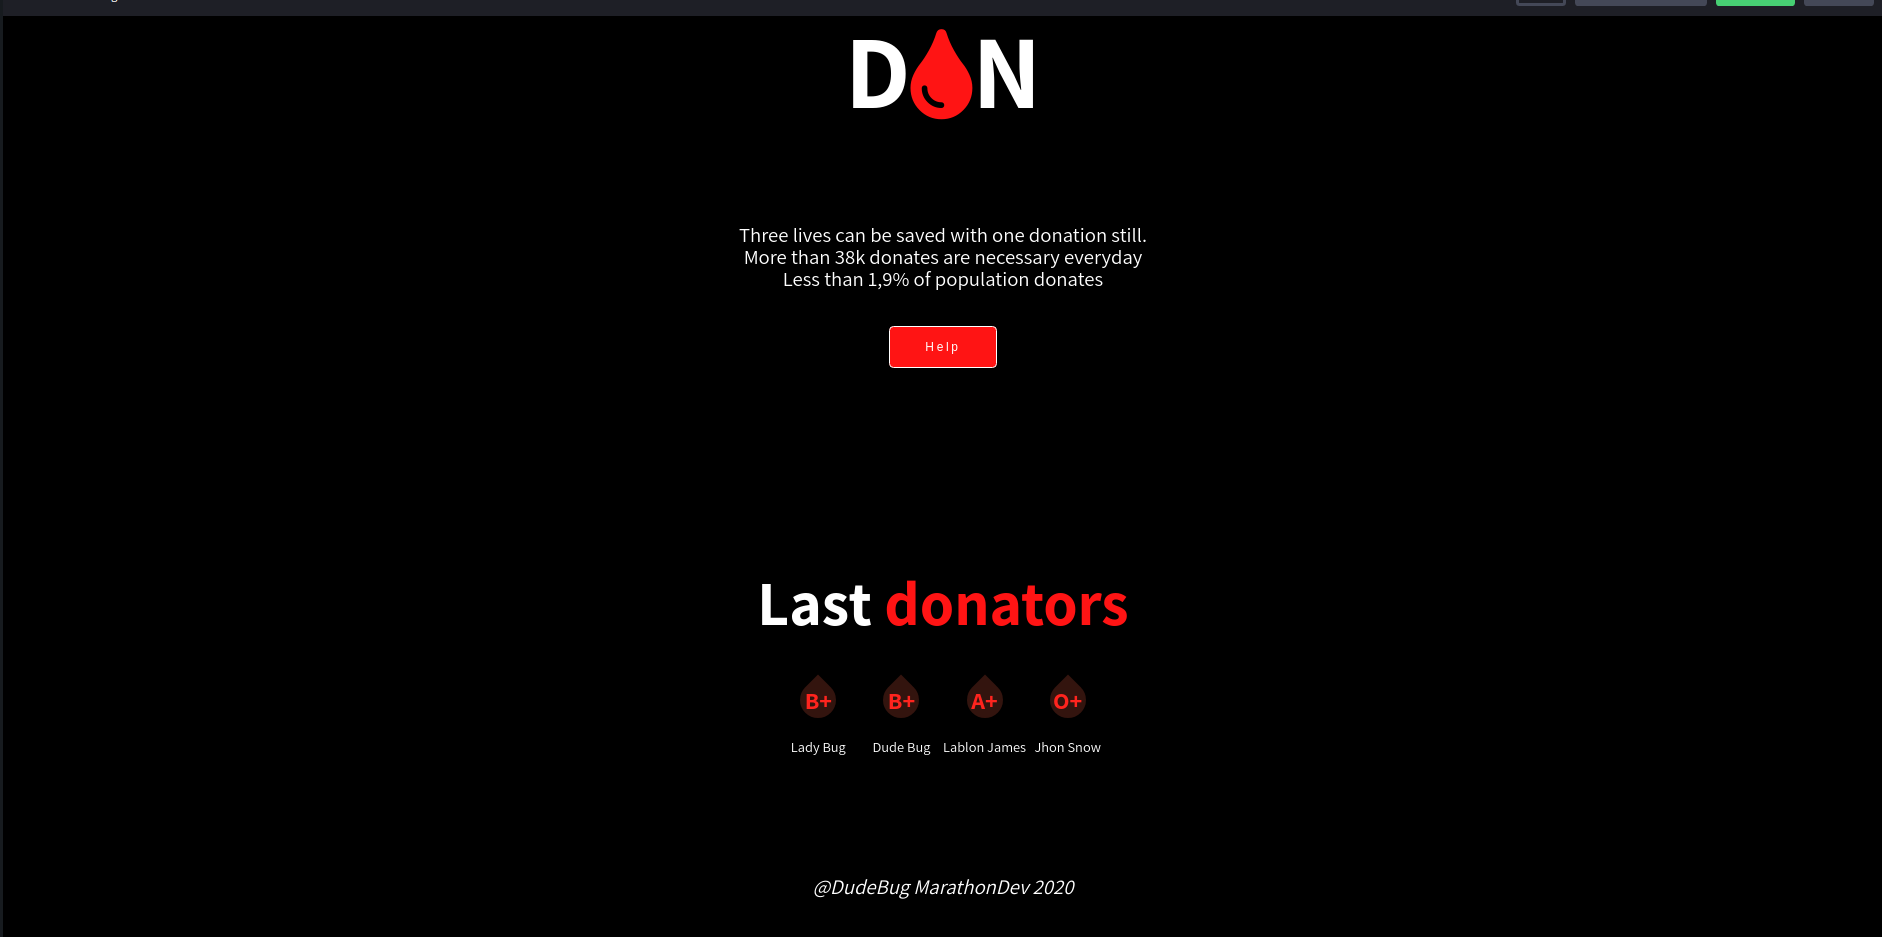 D N
Three lives can be saved with one donation still.
More than 38k donates are necessary everyday
Less than 1,9% of population donates
Help
Last donators
B+ B+ A+ O+
Lady Bug Dude Bug Lablon James Jhon Snow
@DudeBug MarathonDev 2020